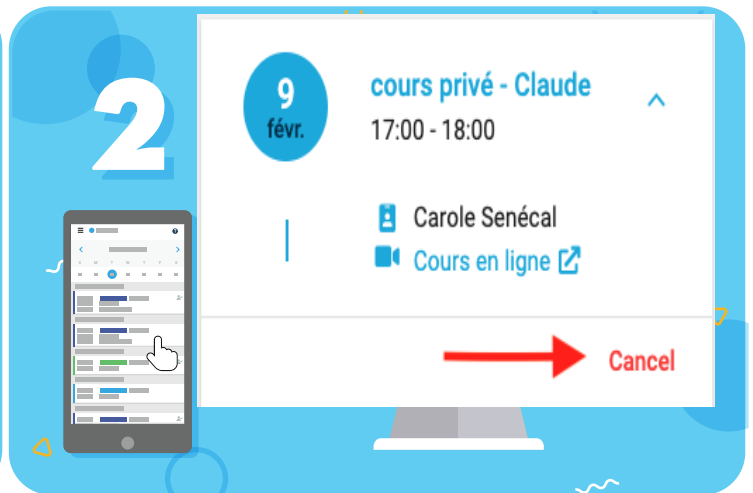 2
9
févr.
cours privé - Claude
17:00 - 18:00
Carole Senécal
Cours en ligne
Cancel